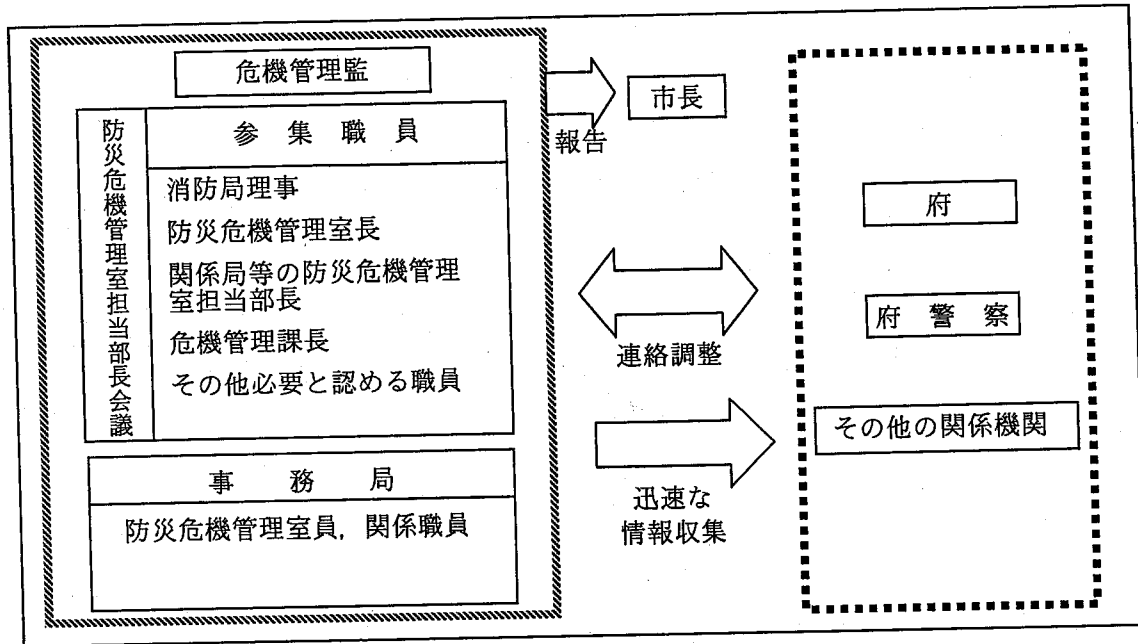 危機管理監
防災危機管理室担当部長会議
参集職員
消防局理事
防災危機管理室長
関係局等の防災危機管理
室担当部長
危機管理課長
その他必要と認める職員
事務局
防災危機管理室員，関係職員
報告
市長
連絡調整
迅速な
情報収集
府
府警察
その他の関係機関